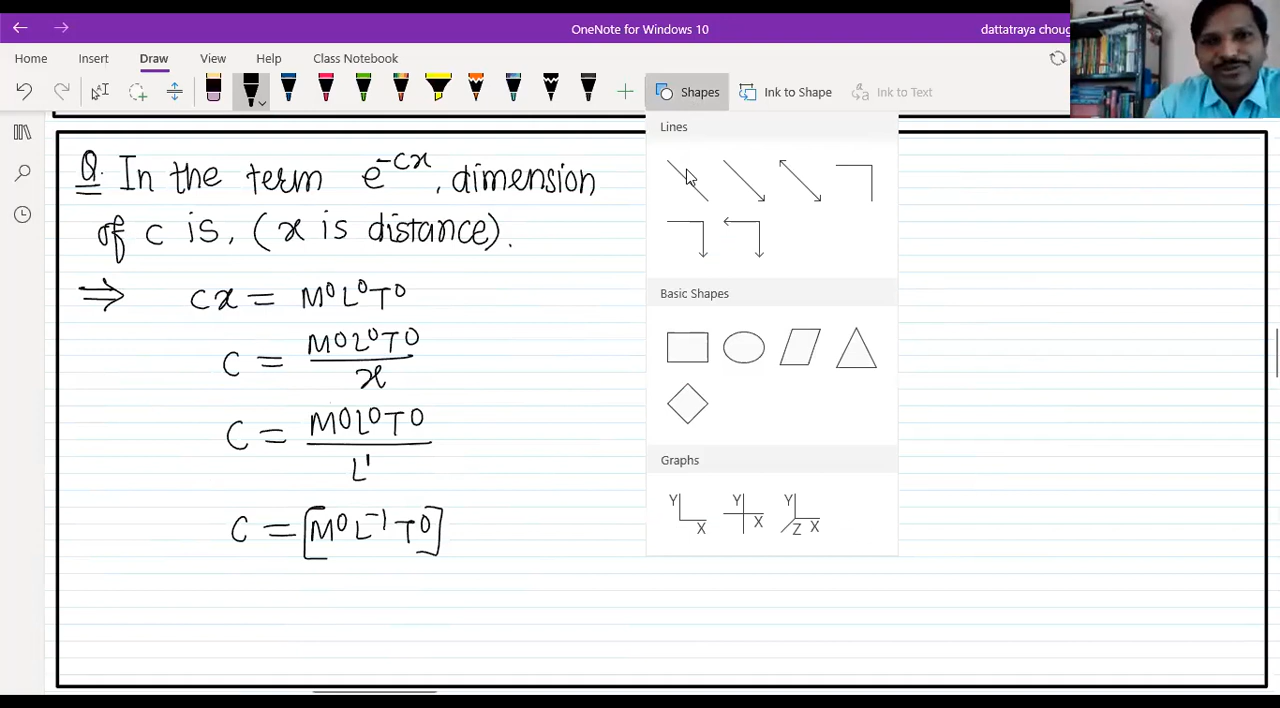 OneNote for Windows 10
dattatraya choug
Home Insert Draw View Help Class Notebook
Shapes Ink to Shape Ink to Text
Lines
Basic Shapes
Graphs
Y X Y X Y Z X
Q. In the term e^{-cx}, dimension
of c is, (x is distance).
⇒ cx = M⁰L⁰T⁰
C = M⁰L⁰T⁰ / x
C = M⁰L⁰T⁰ / L¹
C = [M⁰L⁻¹T⁰]